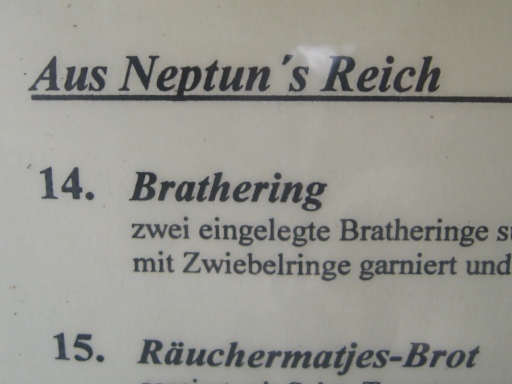 Aus Neptun´s Reich
14. Brathering
zwei eingelegte Bratheringe
mit Zwiebelringe garniert und
15. Räuchermatjes-Brot